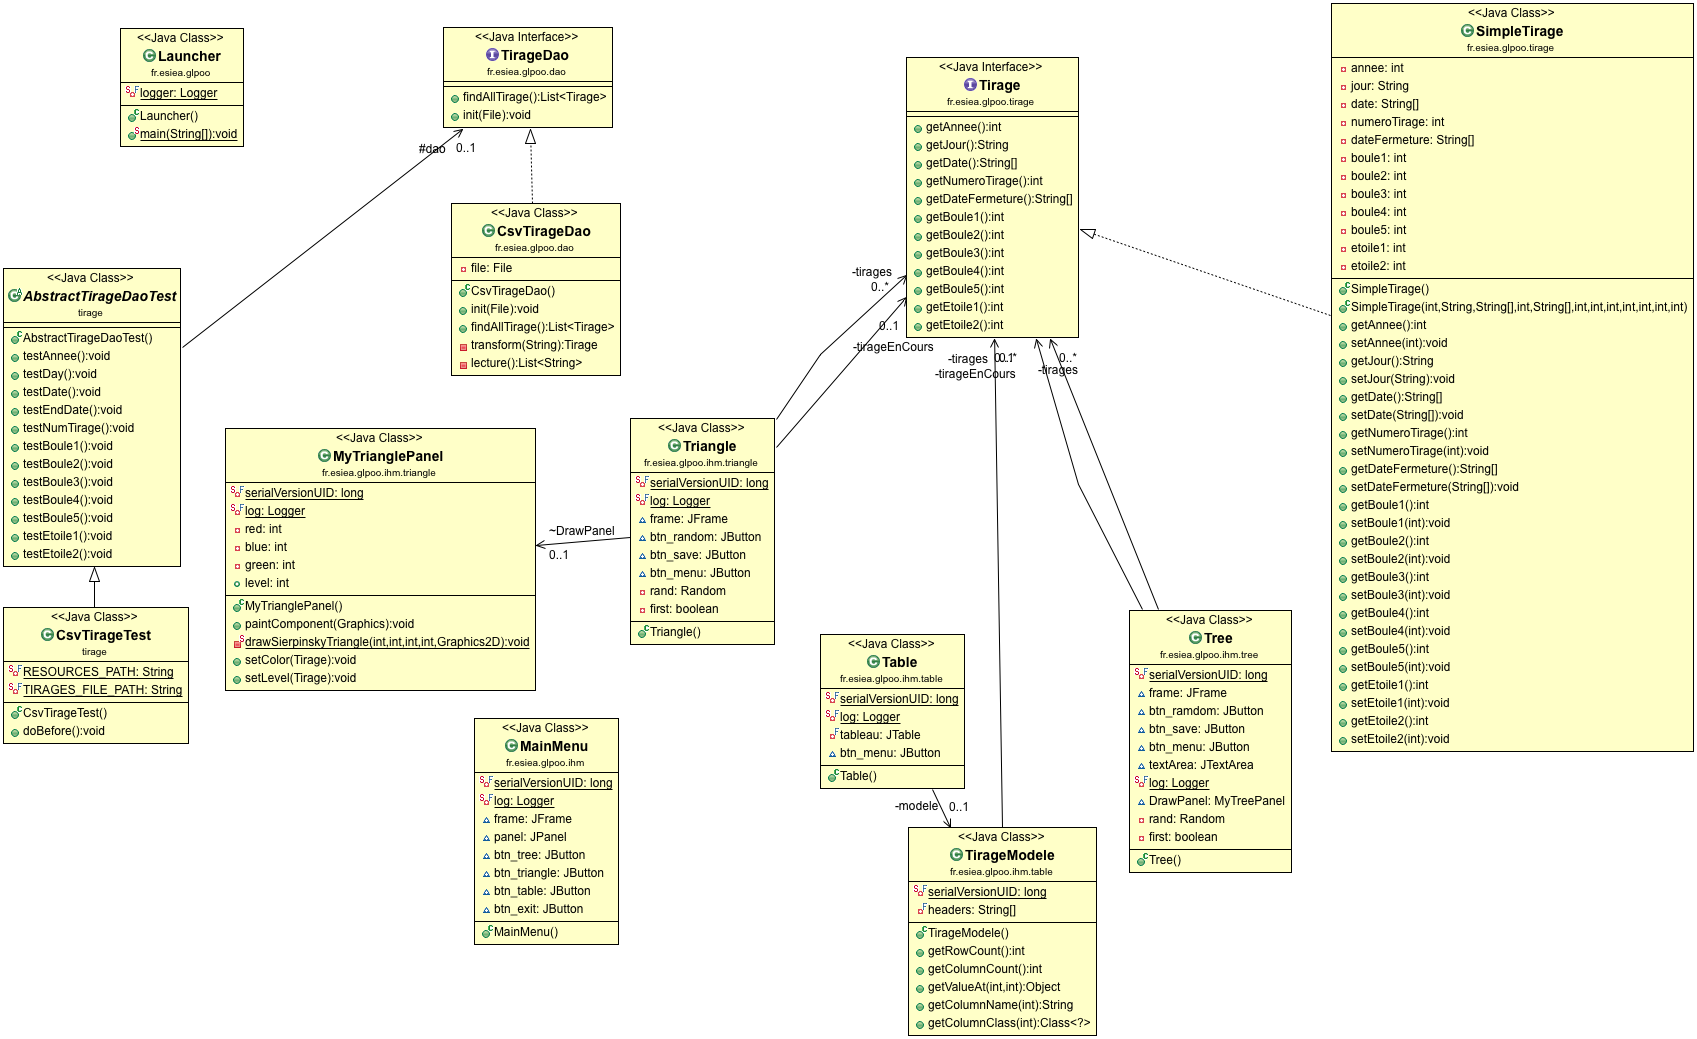 <<Java Class>>
Launcher
fr.esiea.glpoo
logger: Logger
Launcher()
main(String[]):void
<<Java Interface>>
TirageDao
fr.esiea.glpoo.dao
findAllTirage():List<Tirage>
init(File):void
#dao 0..1
<<Java Class>>
CsvTirageDao
fr.esiea.glpoo.dao
file: File
CsvTirageDao()
init(File):void
findAllTirage():List<Tirage>
transform(String):Tirage
lecture():List<String>
<<Java Interface>>
Tirage
fr.esiea.glpoo.tirage
getAnnee():int
getJour():String
getDate():String[]
getNumeroTirage():int
getDateFermeture():String[]
getBoule1():int
getBoule2():int
getBoule3():int
getBoule4():int
getBoule5():int
getEtoile1():int
getEtoile2():int
-tirages
0..*
0..1
-tirageEnCours
-tirages 0..1 0..*
-tirageEnCours
0..*
-tirages
<<Java Class>>
SimpleTirage
fr.esiea.glpoo.tirage
annee: int
jour: String
date: String[]
numeroTirage: int
dateFermeture: String[]
boule1: int
boule2: int
boule3: int
boule4: int
boule5: int
etoile1: int
etoile2: int
SimpleTirage()
SimpleTirage(int,String,String[],int,String[],int,int,int,int,int,int,int)
getAnnee():int
setAnnee(int):void
getJour():String
setJour(String):void
getDate():String[]
setDate(String[]):void
getNumeroTirage():int
setNumeroTirage(int):void
getDateFermeture():String[]
setDateFermeture(String[]):void
getBoule1():int
setBoule1(int):void
getBoule2():int
setBoule2(int):void
getBoule3():int
setBoule3(int):void
getBoule4():int
setBoule4(int):void
getBoule5():int
setBoule5(int):void
getEtoile1():int
setEtoile1(int):void
getEtoile2():int
setEtoile2(int):void
<<Java Class>>
AbstractTirageDaoTest
tirage
AbstractTirageDaoTest()
testAnnee():void
testDay():void
testDate():void
testEndDate():void
testNumTirage():void
testBoule1():void
testBoule2():void
testBoule3():void
testBoule4():void
testBoule5():void
testEtoile1():void
testEtoile2():void
<<Java Class>>
CsvTirageTest
tirage
RESOURCES_PATH: String
TIRAGES_FILE_PATH: String
CsvTirageTest()
doBefore():void
<<Java Class>>
MyTrianglePanel
fr.esiea.glpoo.ihm.triangle
serialVersionUID: long
log: Logger
red: int
blue: int
green: int
level: int
MyTrianglePanel()
paintComponent(Graphics):void
drawSierpinskyTriangle(int,int,int,int,Graphics2D):void
setColor(Tirage):void
setLevel(Tirage):void
~DrawPanel
0..1
<<Java Class>>
Triangle
fr.esiea.glpoo.ihm.triangle
serialVersionUID: long
log: Logger
frame: JFrame
btn_random: JButton
btn_save: JButton
btn_menu: JButton
rand: Random
first: boolean
Triangle()
<<Java Class>>
MainMenu
fr.esiea.glpoo.ihm
serialVersionUID: long
log: Logger
frame: JFrame
panel: JPanel
btn_tree: JButton
btn_triangle: JButton
btn_table: JButton
btn_exit: JButton
MainMenu()
<<Java Class>>
Table
fr.esiea.glpoo.ihm.table
serialVersionUID: long
log: Logger
tableau: JTable
btn_menu: JButton
Table()
-modele 0..1
<<Java Class>>
TirageModele
fr.esiea.glpoo.ihm.table
serialVersionUID: long
headers: String[]
TirageModele()
getRowCount():int
getColumnCount():int
getValueAt(int,int):Object
getColumnName(int):String
getColumnClass(int):Class<?>
<<Java Class>>
Tree
fr.esiea.glpoo.ihm.tree
serialVersionUID: long
frame: JFrame
btn_ramdom: JButton
btn_save: JButton
btn_menu: JButton
textArea: JTextArea
log: Logger
DrawPanel: MyTreePanel
rand: Random
first: boolean
Tree()